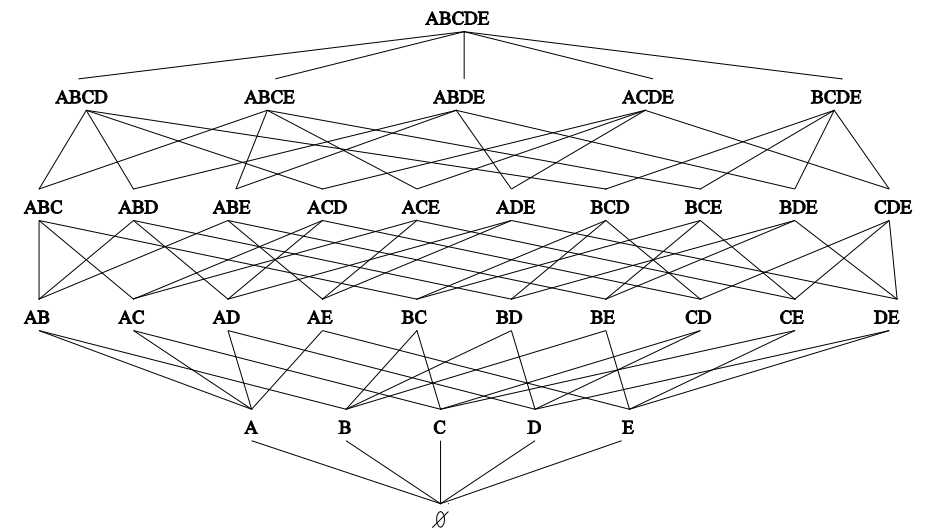 ABCDE
ABCD ABCE ABDE ACDE BCDE
ABC ABD ABE ACD ACE ADE BCD BCE BDE CDE
AB AC AD AE BC BD BE CD CE DE
A B C D E
∅